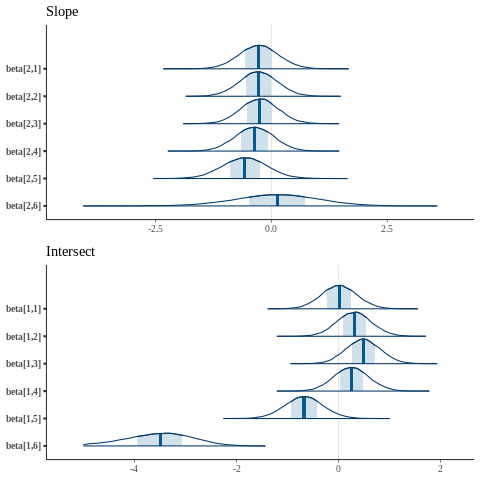 Slope
beta[2,1]
beta[2,2]
beta[2,3]
beta[2,4]
beta[2,5]
beta[2,6]
-2.5 0.0 2.5
Intersect
beta[1,1]
beta[1,2]
beta[1,3]
beta[1,4]
beta[1,5]
beta[1,6]
-4 -2 0 2